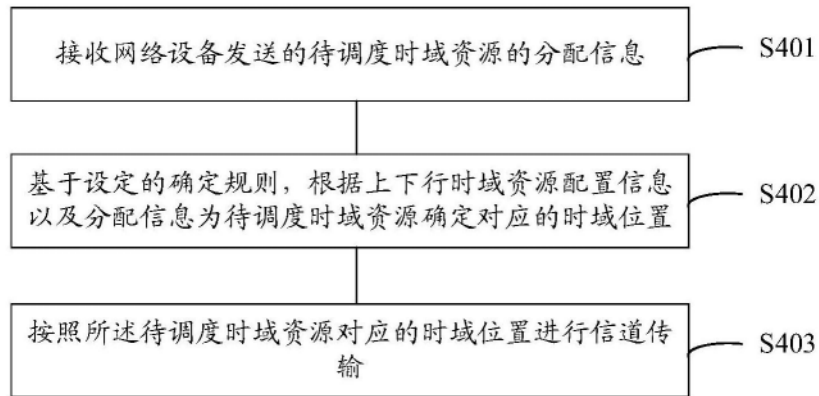 接收网络设备发送的待调度时域资源的分配信息
S401
基于设定的确定规则，根据上下行时域资源配置信息
以及分配信息为待调度时域资源确定对应的时域位置
S402
按照所述待调度时域资源对应的时域位置进行信道传
输
S403